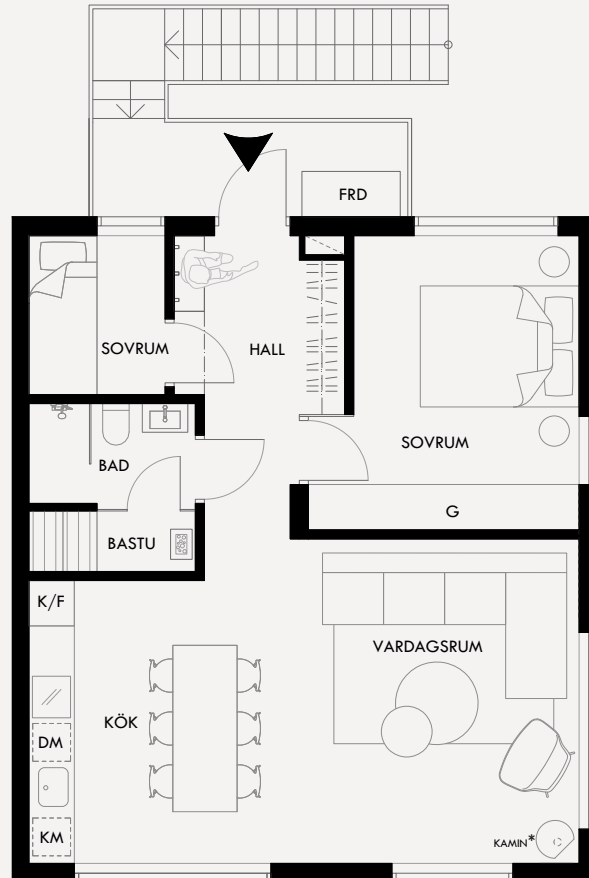 FRD
SOVRUM
HALL
SOVRUM
BAD
G
BASTU
K/F
VARDAGSRUM
KÖK
DM
KM
KAMIN*